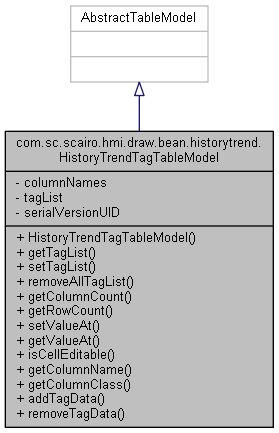 AbstractTableModel
com.sc.scairo.hmi.draw.bean.historytrend.
HistoryTrendTagTableModel
- columnNames
- tagList
- serialVersionUID
+ HistoryTrendTagTableModel()
+ getTagList()
+ setTagList()
+ removeAllTagList()
+ getColumnCount()
+ getRowCount()
+ setValueAt()
+ getValueAt()
+ isCellEditable()
+ getColumnName()
+ getColumnClass()
+ addTagData()
+ removeTagData()